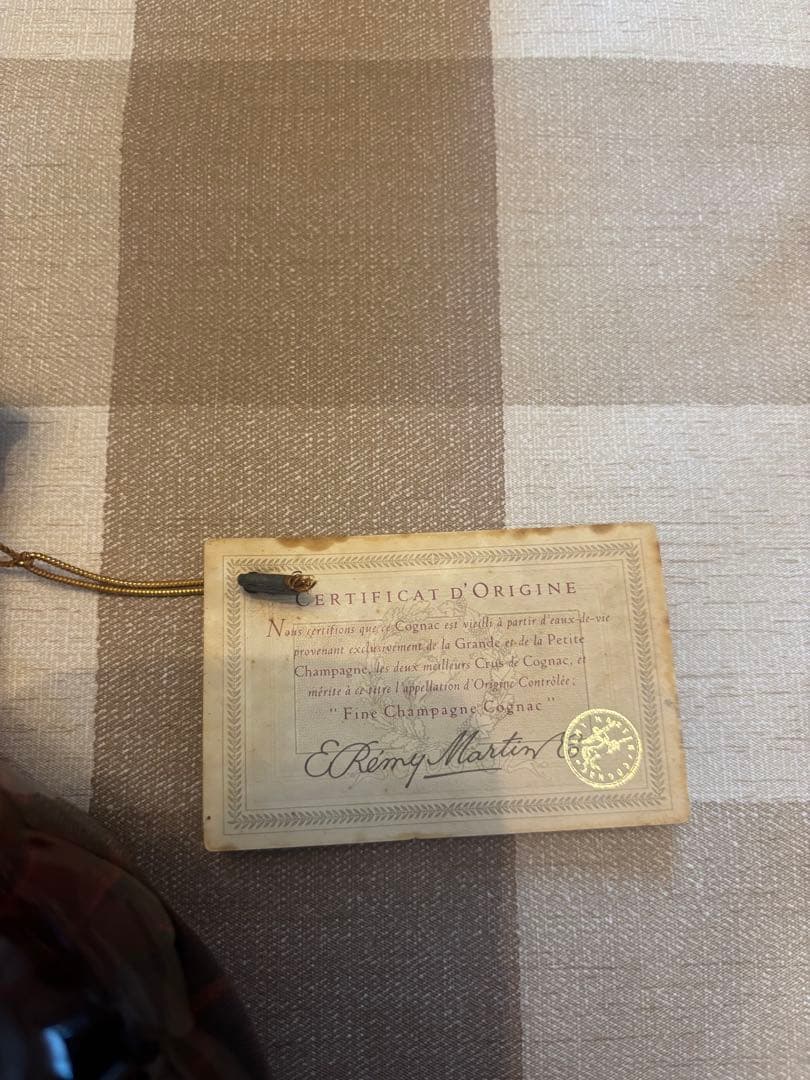 CERTIFICAT D'ORIGINE
Nous certifions que ce Cognac est vieilli à partir d'eaux-de-vie
provenant exclusivement de la Grande et de la Petite
Champagne, les deux meilleurs Crus de Cognac, et
mérite à ce titre l'appellation d'Origine Contrôlée;
" Fine Champagne Cognac "
E. Rémy Martin
MARTIN COGNAC